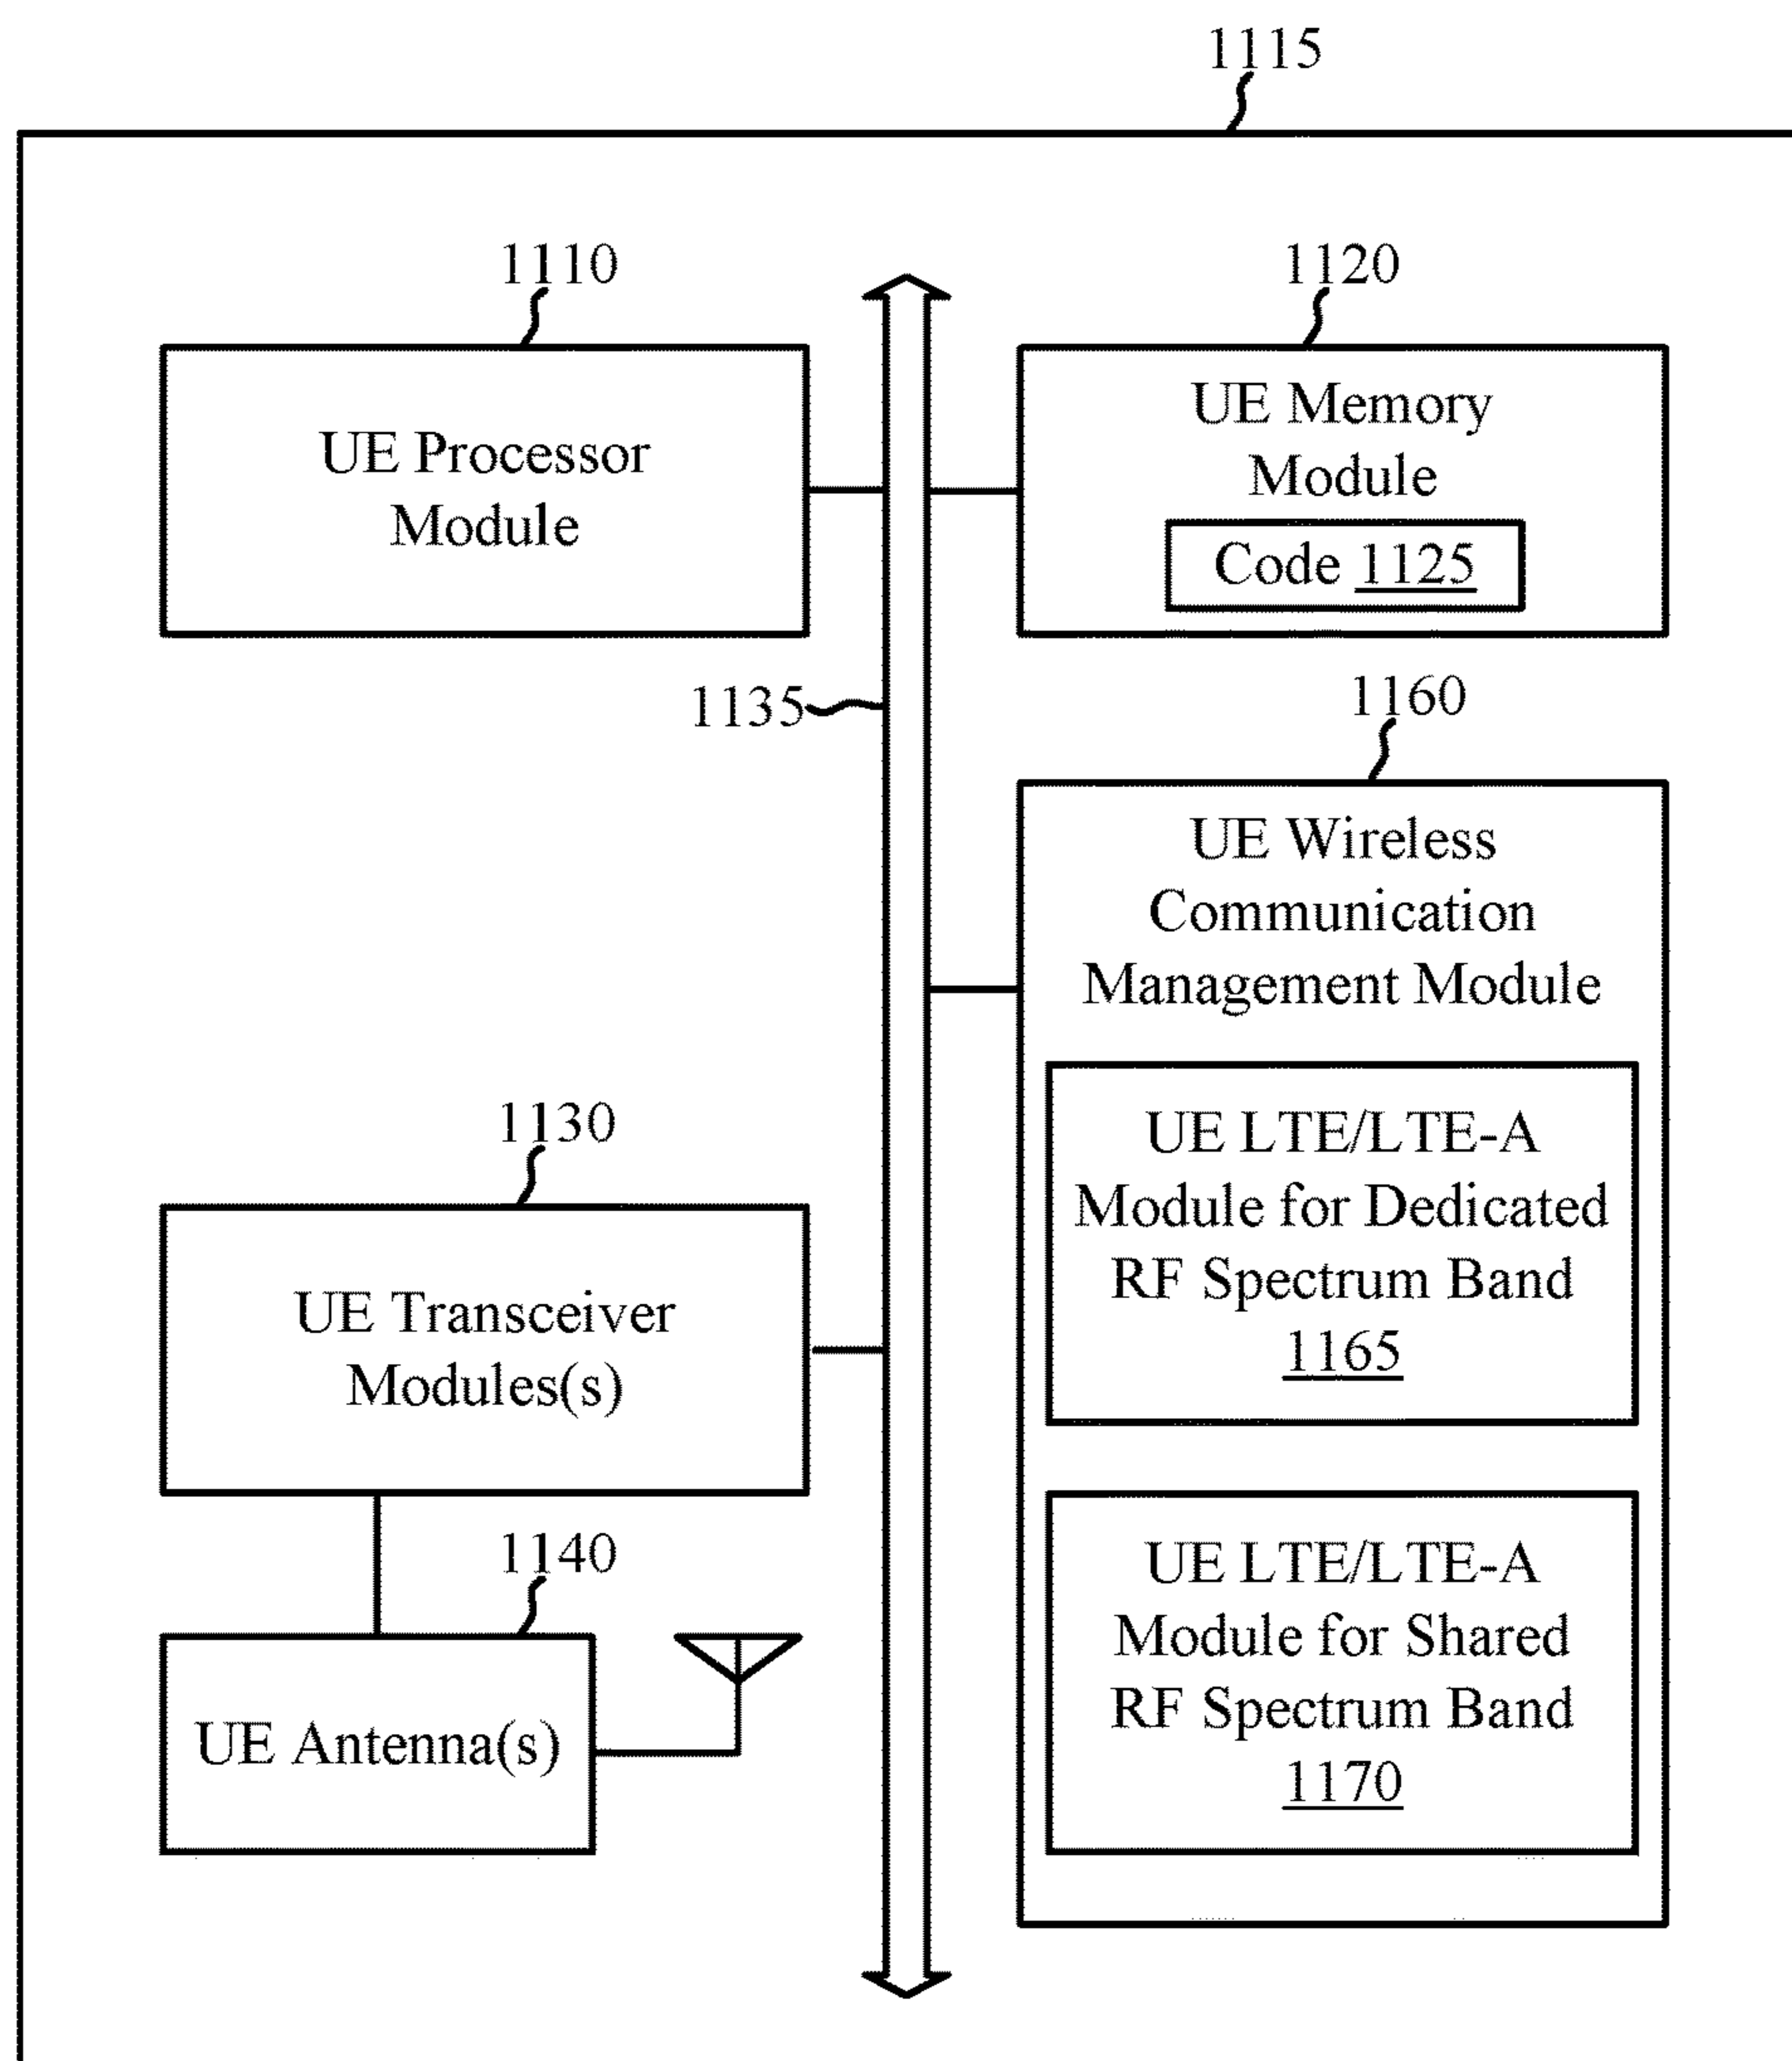 1115
1110
UE Processor
Module
1120
UE Memory
Module
Code 1125
1135
1160
UE Wireless
Communication
Management Module
UE LTE/LTE-A
Module for Dedicated
RF Spectrum Band
1165
UE LTE/LTE-A
Module for Shared
RF Spectrum Band
1170
1130
UE Transceiver
Modules(s)
1140
UE Antenna(s)